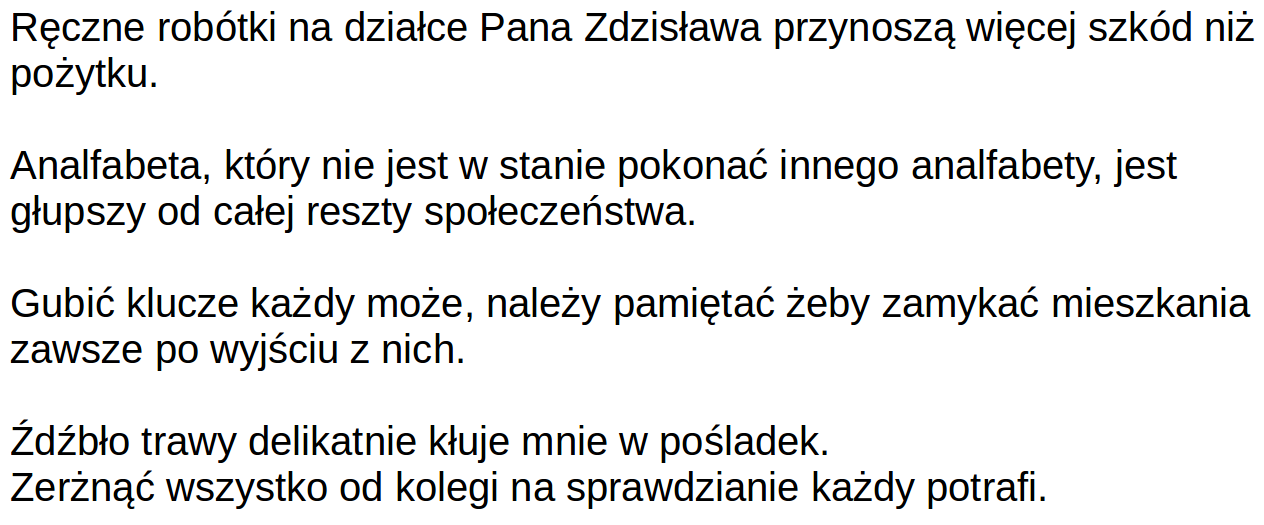 Ręczne robótki na działce Pana Zdzisława przynoszą więcej szkód niż
pożytku.
Analfabeta, który nie jest w stanie pokonać innego analfabety, jest
głupszy od całej reszty społeczeństwa.
Gubić klucze każdy może, należy pamiętać żeby zamykać mieszkania
zawsze po wyjściu z nich.
Źdźbło trawy delikatnie kłuje mnie w pośladek.
Zerżnąć wszystko od kolegi na sprawdzianie każdy potrafi.